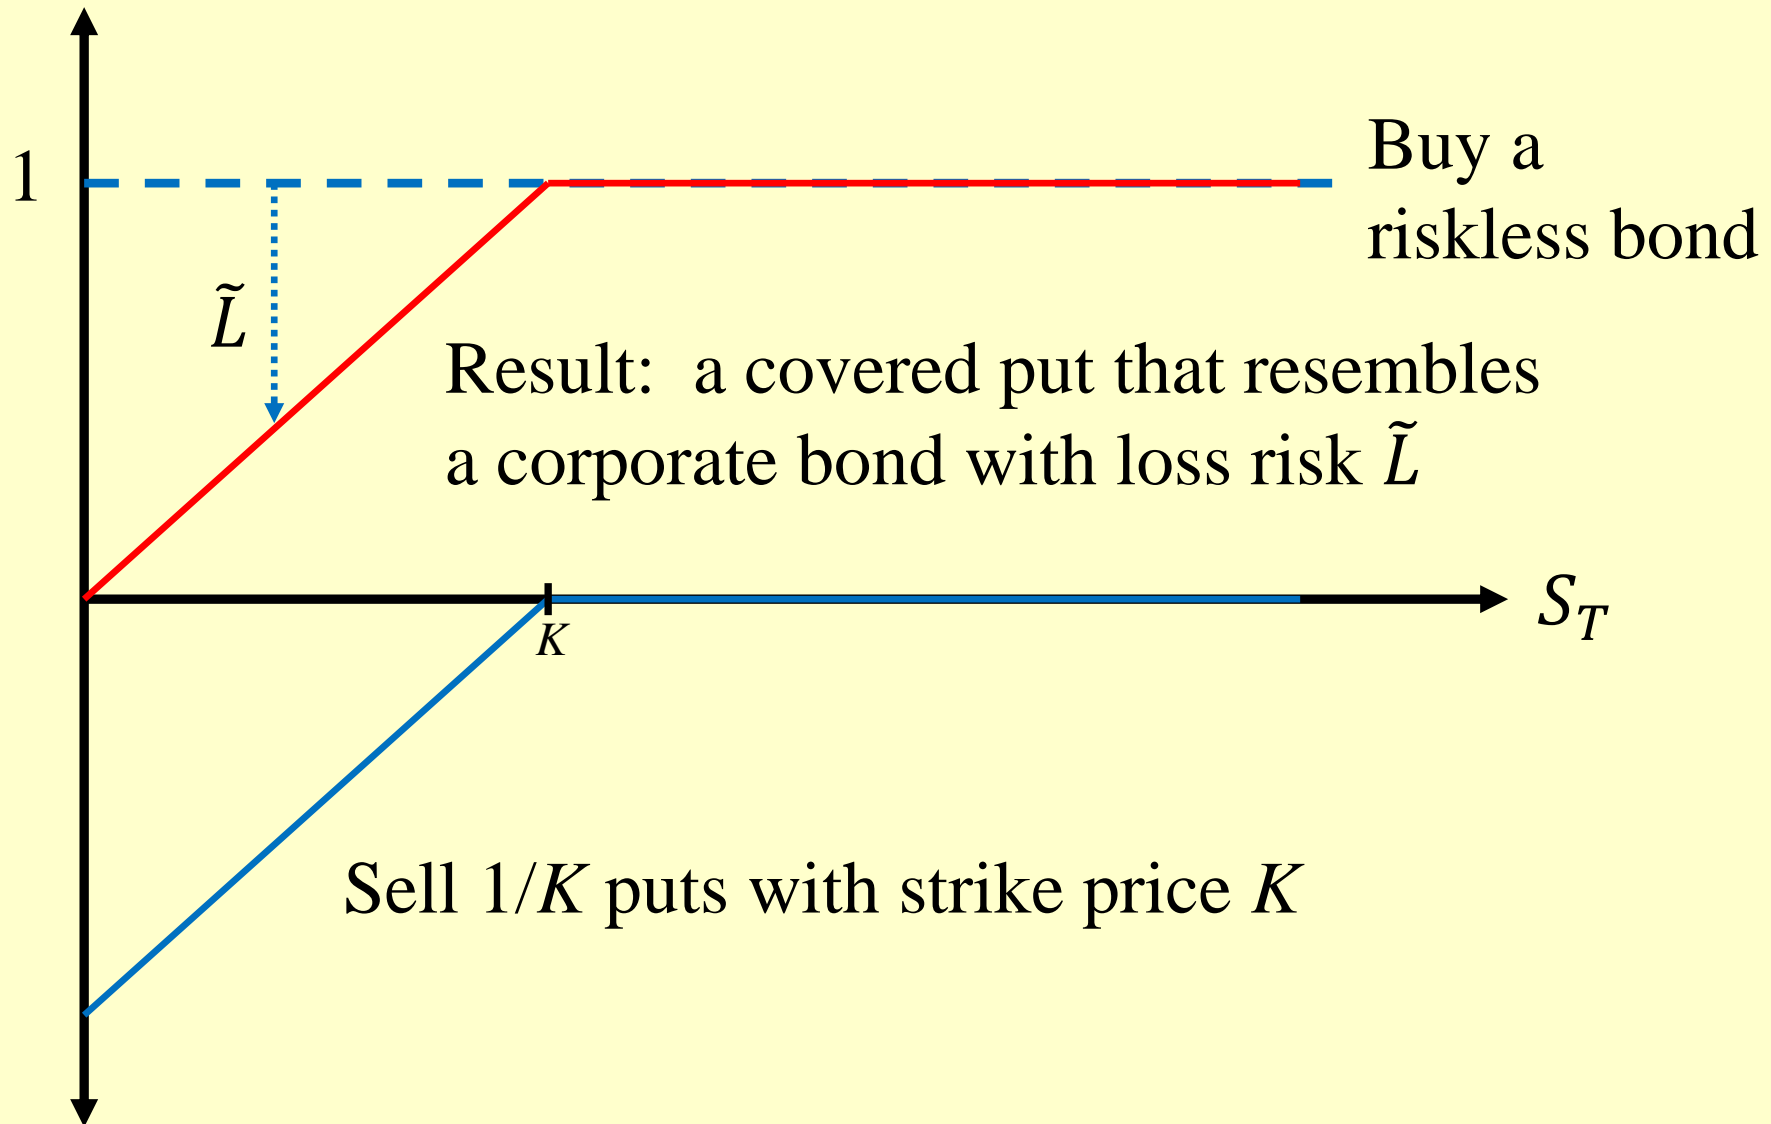 1
Buy a
riskless bond
L̃
Result:  a covered put that resembles
a corporate bond with loss risk L̃
S_T
K
Sell 1/K puts with strike price K